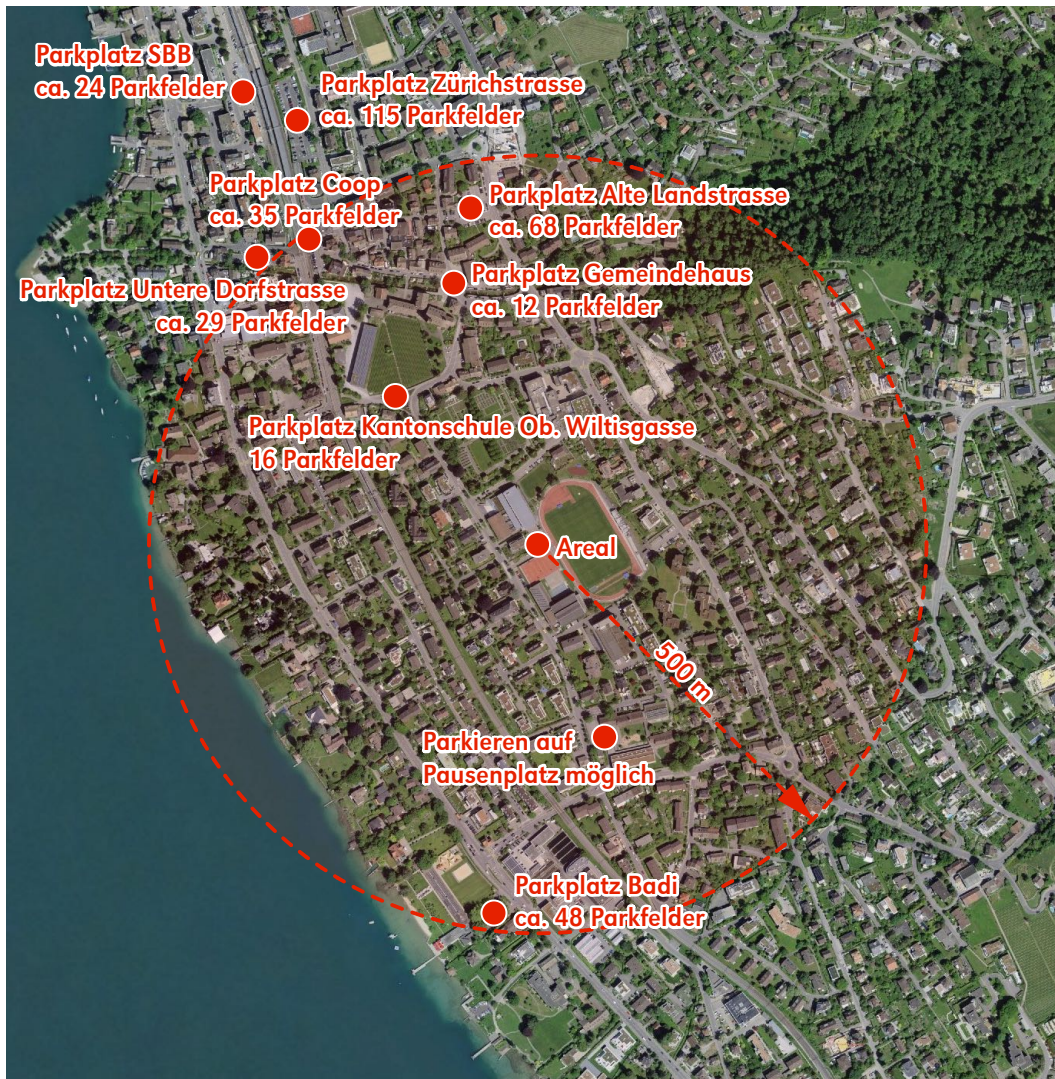 Parkplatz SBB
ca. 24 Parkfelder
Parkplatz Zürichstrasse
ca. 115 Parkfelder
Parkplatz Coop
ca. 35 Parkfelder
Parkplatz Alte Landstrasse
ca. 68 Parkfelder
Parkplatz Untere Dorfstrasse
ca. 29 Parkfelder
Parkplatz Gemeindehaus
ca. 12 Parkfelder
Parkplatz Kantonschule Ob. Wiltisgasse
16 Parkfelder
Areal
500 m
Parkieren auf
Pausenplatz möglich
Parkplatz Badi
ca. 48 Parkfelder